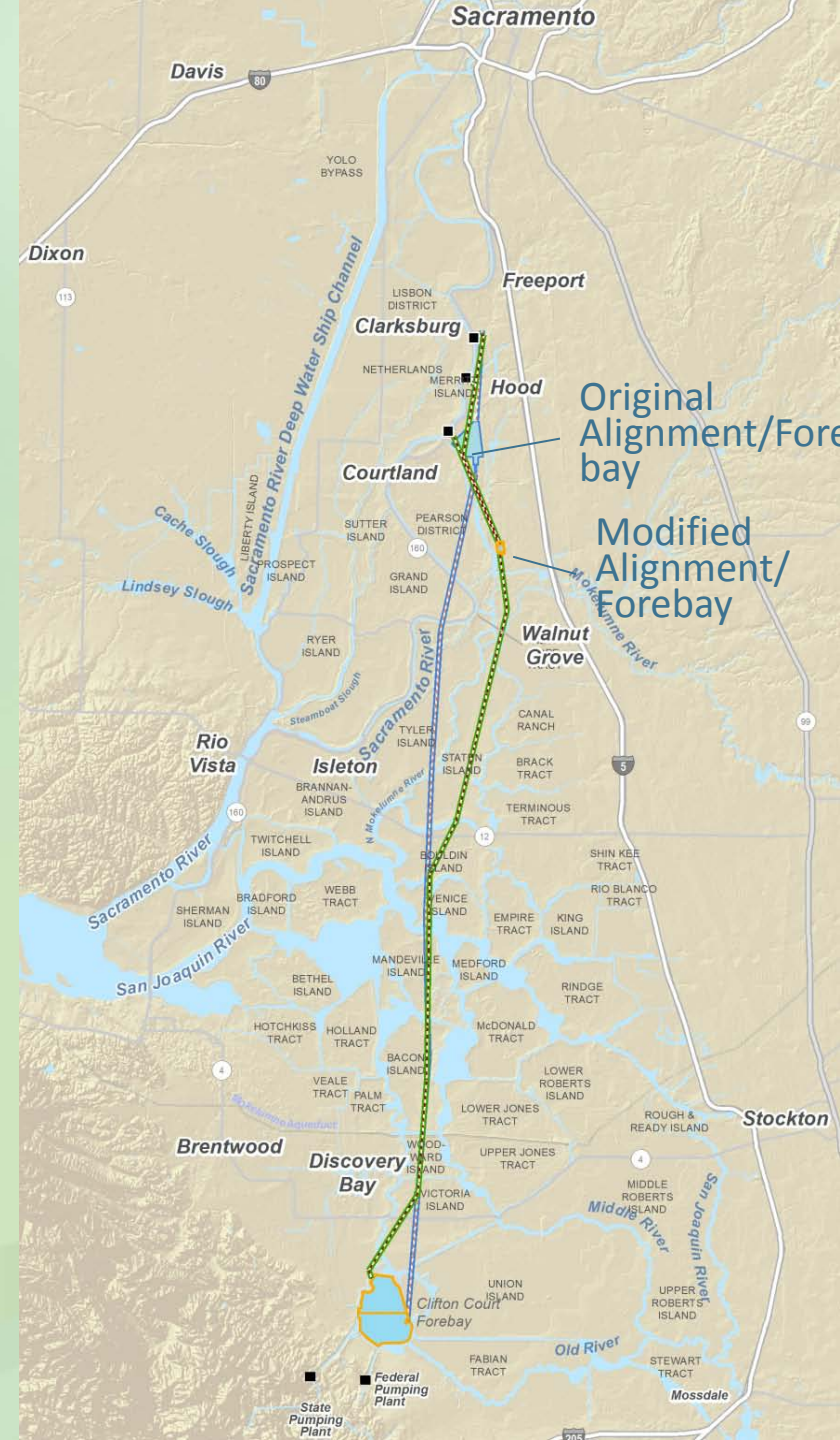 Sacramento
Davis
80
YOLO
BYPASS
Dixon
113
Sacramento River Deep Water Ship Channel
Freeport
LISBON
DISTRICT
Clarksburg
NETHERLANDS
ISLAND
Hood
Original
Alignment/Fore
bay
Courtland
LIBERTY ISLAND
Cache Slough
SUTTER
ISLAND
PEARSON
DISTRICT
160
Modified
Alignment/
Forebay
PROSPECT
ISLAND
Lindsey Slough
GRAND
ISLAND
Mokelumne River
RYER
ISLAND
Walnut
Grove
Steamboat Slough
Sacramento River
CANAL
RANCH
99
TYLER
ISLAND
Rio
Vista
Isleton
STATEN
ISLAND
BRACK
TRACT
5
BRANNAN-
ANDRUS
ISLAND
N Mokelumne River
TERMINOUS
TRACT
160
12
TWITCHELL
ISLAND
SHIN KEE
TRACT
Sacramento River
RIO BLANCO
TRACT
WEBB
TRACT
BRADFORD
ISLAND
SHERMAN
ISLAND
EMPIRE
TRACT
KING
ISLAND
San Joaquin River
MANDEVILLE
ISLAND
MEDFORD
ISLAND
BETHEL
ISLAND
RINDGE
TRACT
HOTCHKISS
TRACT
HOLLAND
TRACT
McDONALD
TRACT
BACON
ISLAND
4
LOWER
ROBERTS
ISLAND
VEALE
TRACT
PALM
TRACT
Mokelumne Aqueduct
LOWER JONES
TRACT
ROUGH &
READY ISLAND
Stockton
Brentwood
Discovery
Bay
WOOD-
WARD
ISLAND
UPPER JONES
TRACT
4
MIDDLE
ROBERTS
ISLAND
VICTORIA
ISLAND
Middle River
San Joaquin River
UNION
ISLAND
Clifton Court
Forebay
UPPER
ROBERTS
ISLAND
Old River
FABIAN
TRACT
STEWART
TRACT
Federal
Pumping
Plant
Mossdale
State
Pumping
Plant
205